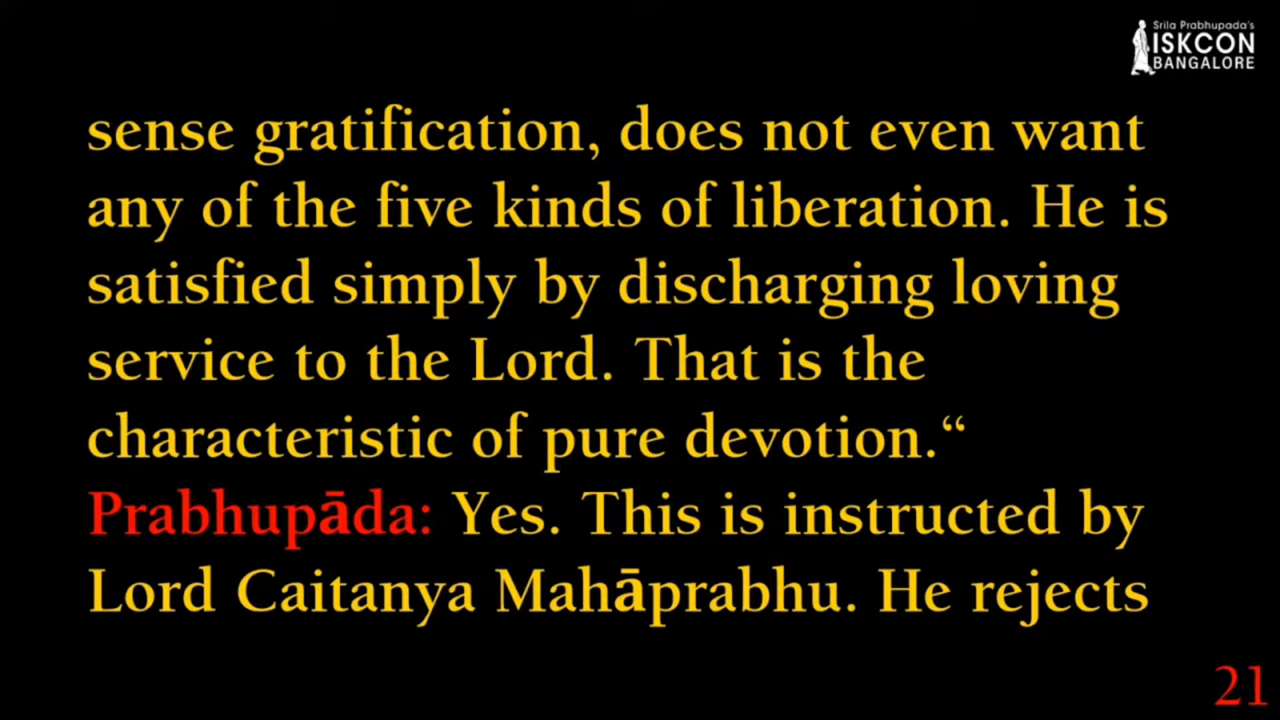 Srila Prabhupada's
ISKCON
BANGALORE
sense gratification, does not even want
any of the five kinds of liberation. He is
satisfied simply by discharging loving
service to the Lord. That is the
characteristic of pure devotion.“
Prabhupāda: Yes. This is instructed by
Lord Caitanya Mahāprabhu. He rejects
21